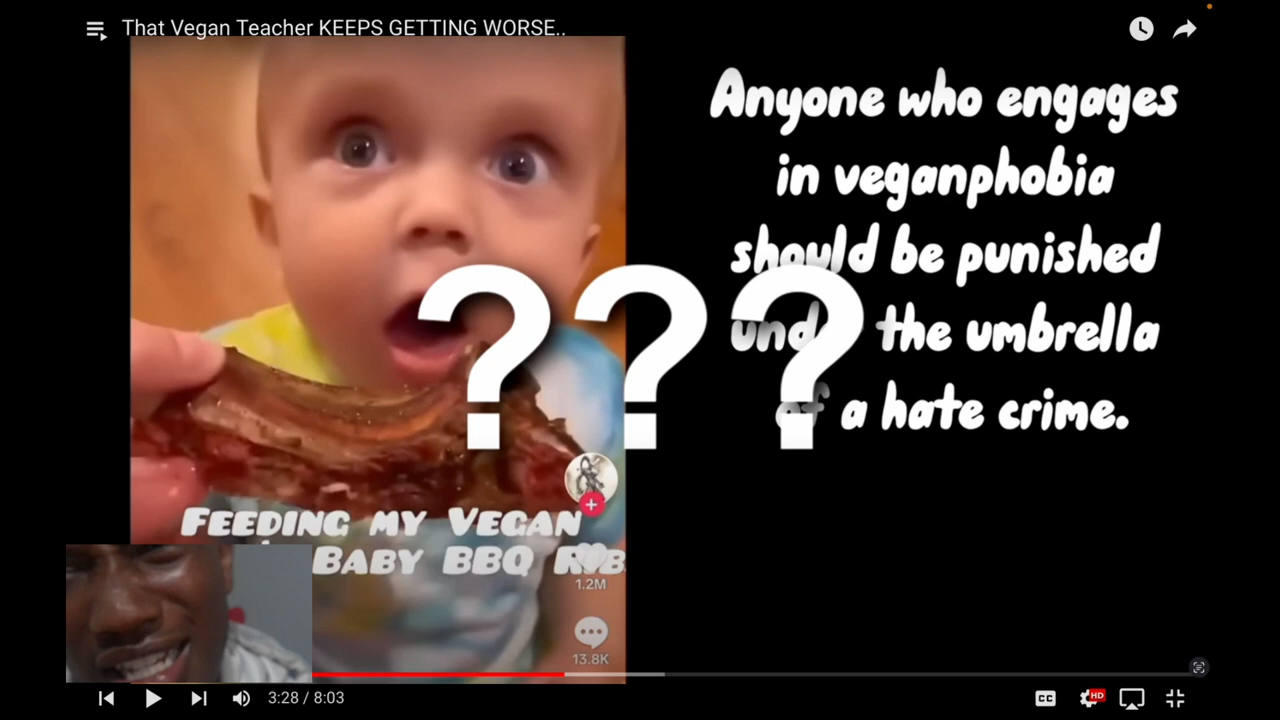 That Vegan Teacher KEEPS GETTING WORSE..
Anyone who engages
in veganphobia
should be punished
the umbrella
a hate crime.
???
FEEDING MY VEGAN
BABY BBQ
1.2M
13.8K
3:28 / 8:03
CC
HD